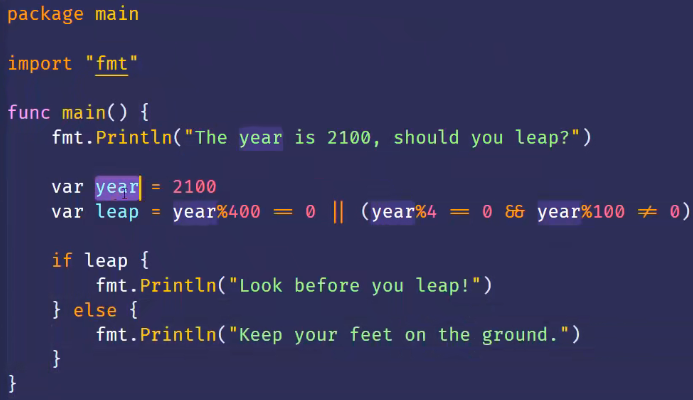 package main
import "fmt"
func main() {
    fmt.Println("The year is 2100, should you leap?")
    var year = 2100
    var leap = year%400 == 0 || (year%4 == 0 && year%100 != 0)
    if leap {
        fmt.Println("Look before you leap!")
    } else {
        fmt.Println("Keep your feet on the ground.")
    }
}